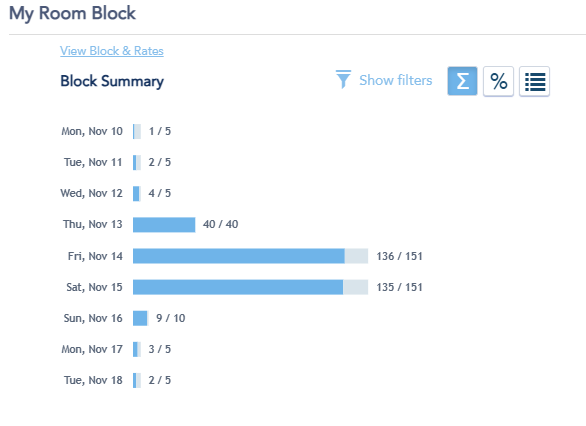 My Room Block
View Block & Rates
Block Summary Show filters Σ %
Mon, Nov 10 1 / 5
Tue, Nov 11 2 / 5
Wed, Nov 12 4 / 5
Thu, Nov 13 40 / 40
Fri, Nov 14 136 / 151
Sat, Nov 15 135 / 151
Sun, Nov 16 9 / 10
Mon, Nov 17 3 / 5
Tue, Nov 18 2 / 5